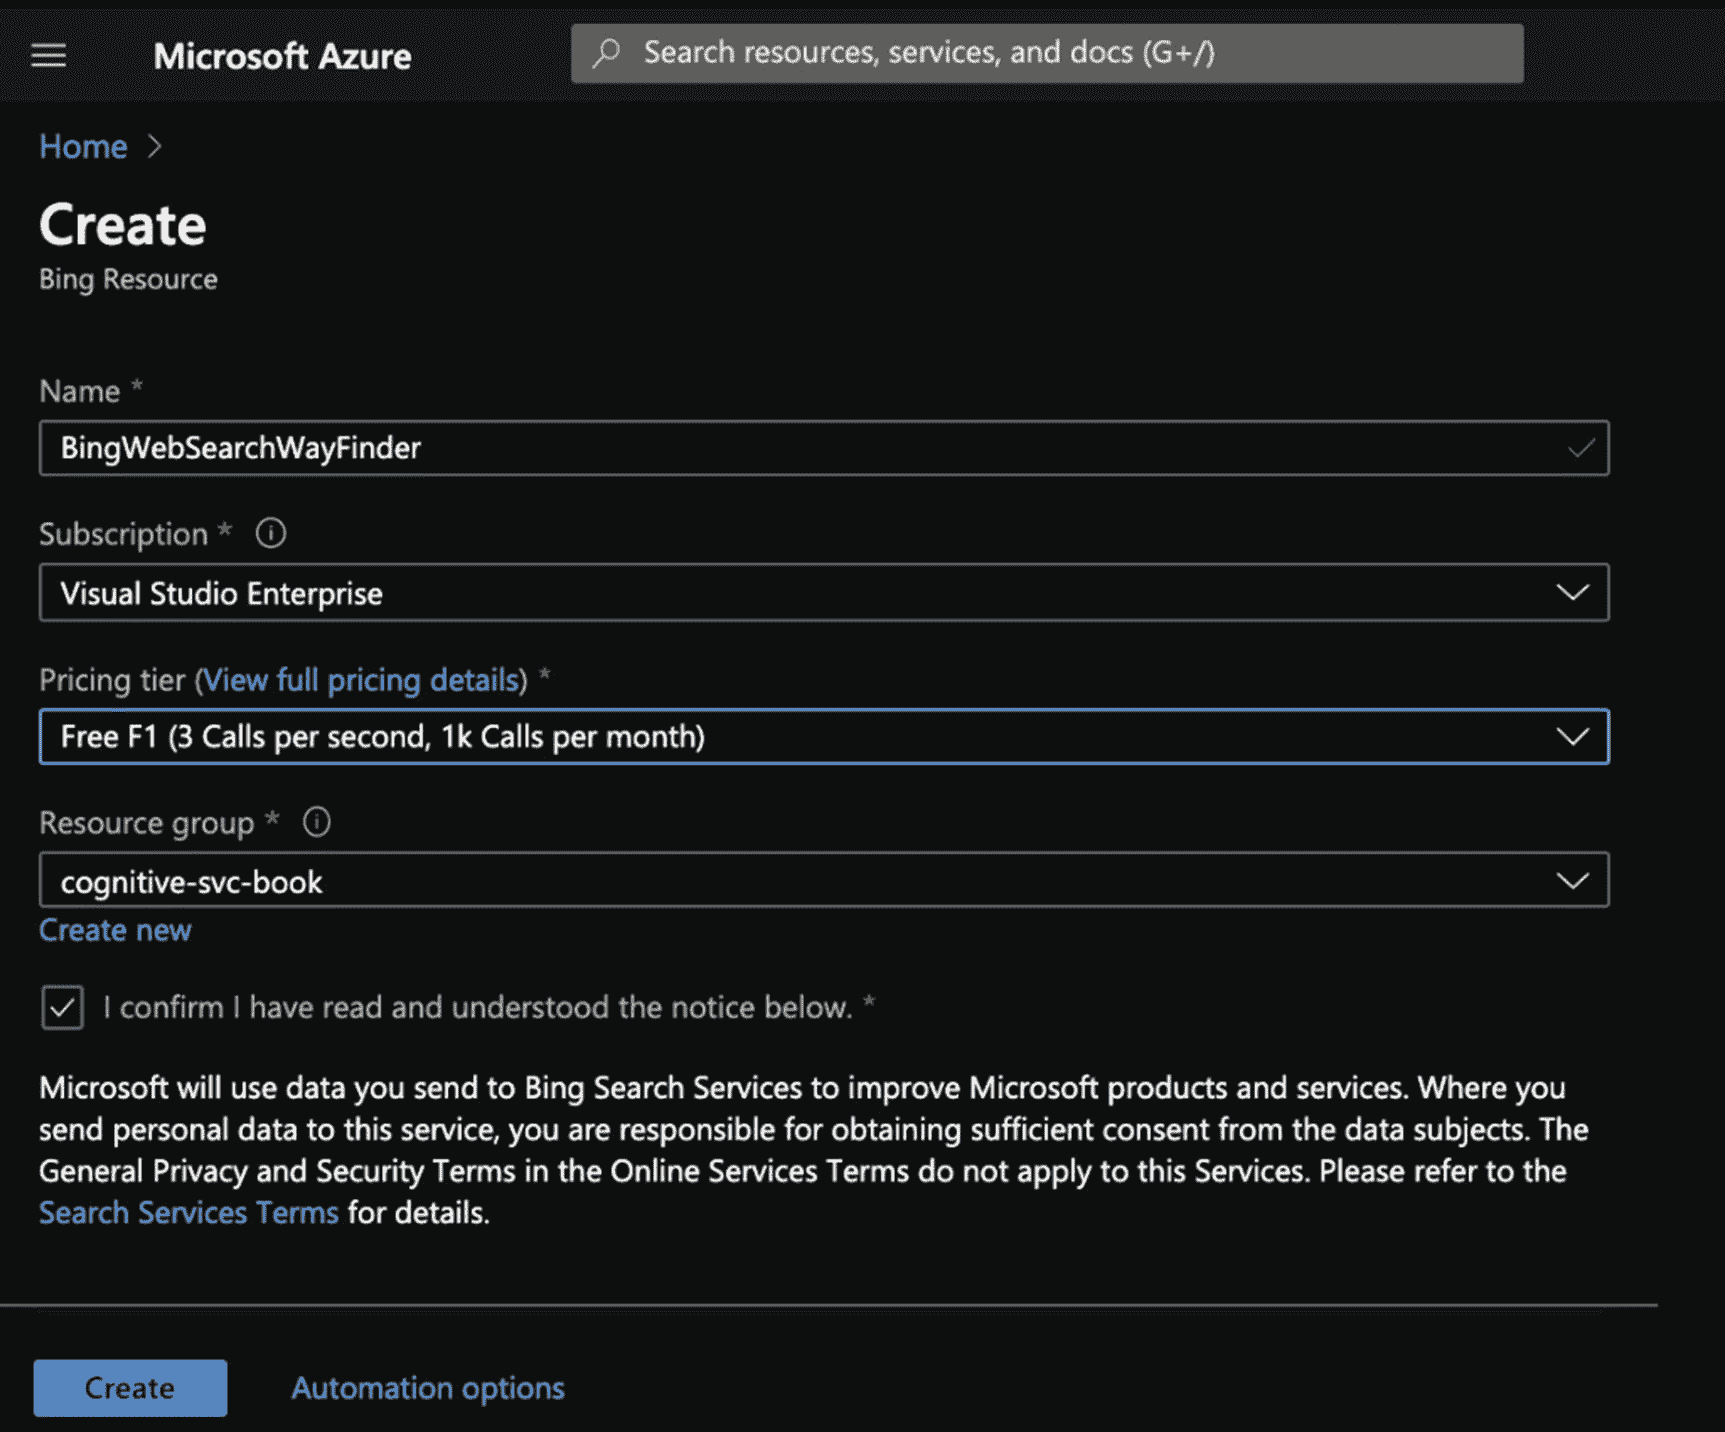 Microsoft Azure
Search resources, services, and docs (G+/)
Home
Create
Bing Resource
Name *
BingWebSearchWayFinder
Subscription *
Visual Studio Enterprise
Pricing tier (View full pricing details) *
Free F1 (3 Calls per second, 1k Calls per month)
Resource group *
cognitive-svc-book
Create new
I confirm I have read and understood the notice below. *
Microsoft will use data you send to Bing Search Services to improve Microsoft products and services. Where you
send personal data to this service, you are responsible for obtaining sufficient consent from the data subjects. The
General Privacy and Security Terms in the Online Services Terms do not apply to this Services. Please refer to the
Search Services Terms for details.
Create
Automation options